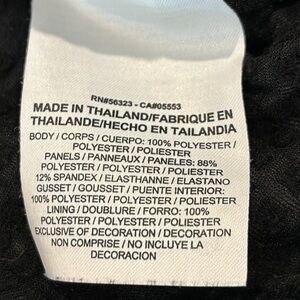 RN#56323 - CA#05553
MADE IN THAILAND/FABRIQUE EN
THAILANDE/HECHO EN TAILANDIA
BODY / CORPS / CUERPO: 100% POLYESTER /
POLYESTER / POLIESTER
PANELS / PANNEAUX / PANELES: 88%
POLYESTER / POLYESTER / POLIESTER
12% SPANDEX / ELASTHANNE / ELASTANO
GUSSET / GOUSSET / PUENTE INTERIOR:
100% POLYESTER / POLYESTER / POLIESTER
LINING / DOUBLURE / FORRO: 100%
POLYESTER / POLYESTER / POLIESTER
EXCLUSIVE OF DECORATION / DECORATION
NON COMPRISE / NO INCLUYE LA
DECORACION